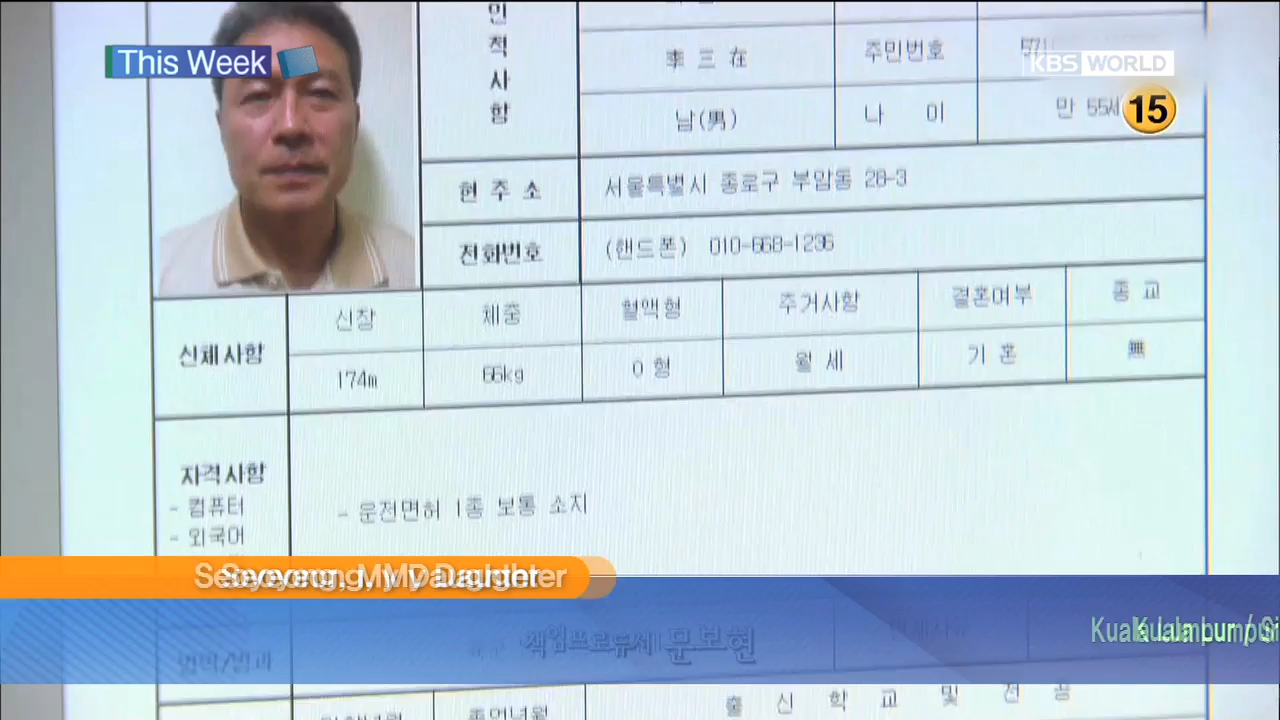 This Week
KBS WORLD
15
인 적 사 항
李 三 在 주민번호
남(男) 나 이 만 55세
현 주 소 서울특별시 종로구 부암동 28-3
전화번호 (핸드폰) 010-668-1236
신체사항 신장 체중 혈액형 주거사항 결혼여부 종 교
174m 66kg O 형 월 세 기 혼 無
자격사항
- 컴퓨터
- 외국어
- 운전면허 1종 보통 소지
Seoyeong, My Daughter
책임프로듀서 문보현
Kuala Lumpur /
출 신 학 교 및 전 공